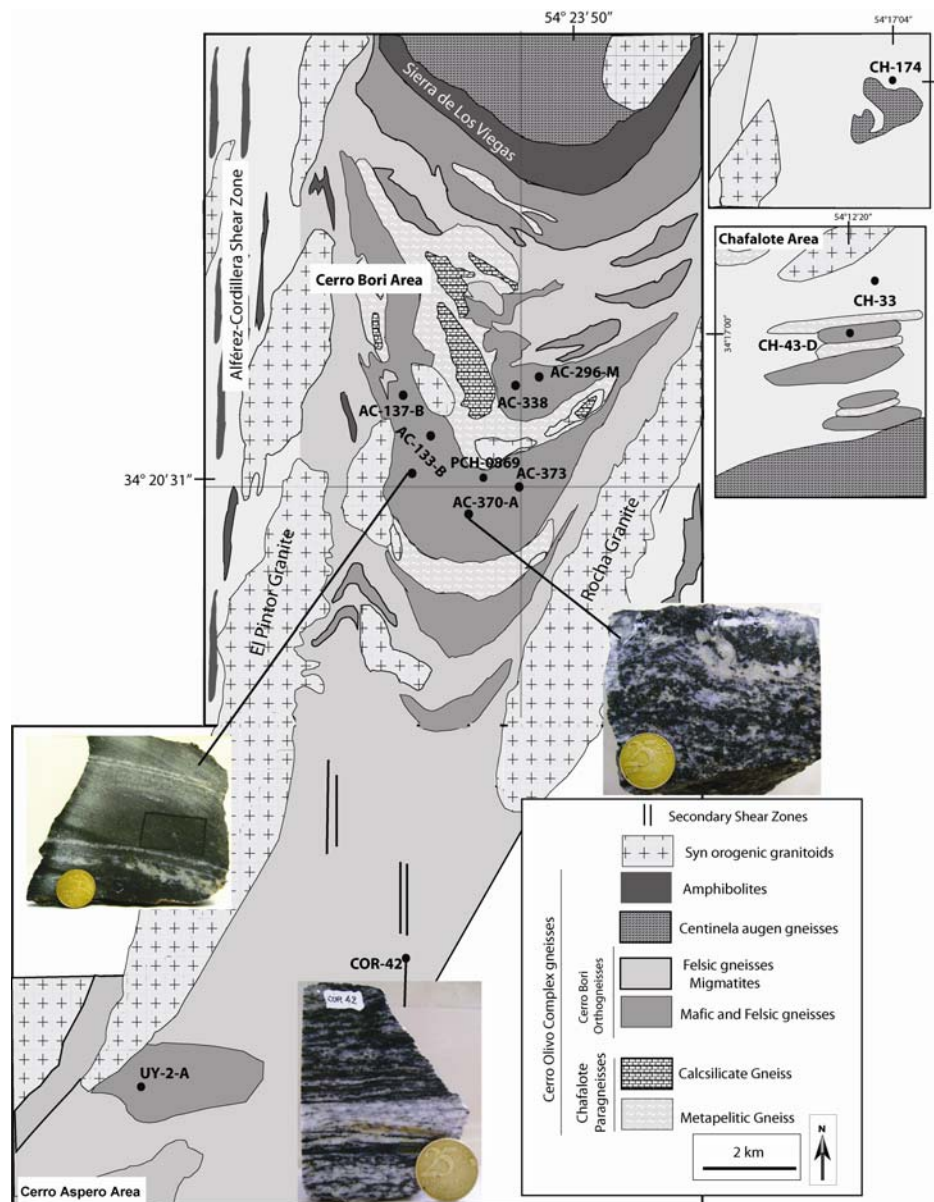 54° 23' 50"
54°17'04"
CH-174
Sierra de Los Viegas
Alférez-Cordillera Shear Zone
54°12'20"
Chafalote Area
CH-33
34°17'00"
CH-43-D
Cerro Bori Area
AC-296-M
AC-338
AC-137-B
AC-133-B
PCH-0869
AC-373
34° 20' 31"
AC-370-A
El Pintor Granite
Rocha Granite
Secondary Shear Zones
Syn orogenic granitoids
Amphibolites
Centinela augen gneisses
Felsic gneisses
Migmatites
Mafic and Felsic gneisses
Calcsilicate Gneiss
Metapelitic Gneiss
Cerro Olivo Complex gneisses
Cerro Bori
Orthogneisses
Chafalote
Paragneisses
N
2 km
COR-42
COR 42
UY-2-A
Cerro Aspero Area